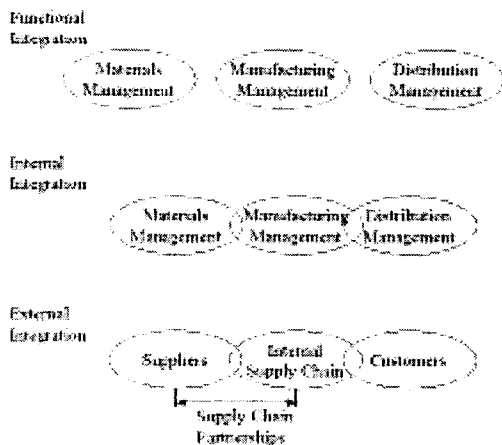 Functional
Integration
Materials
Management
Manufacturing
Management
Distribution
Management
Internal
Integration
Materials
Management
Manufacturing
Management
Distribution
Management
External
Integration
Suppliers
Internal
Supply Chain
Customers
Supply Chain
Partnerships